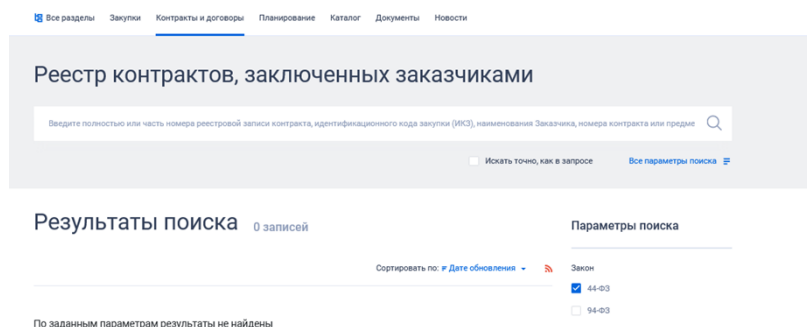 Все разделы Закупки Контракты и договоры Планирование Каталог Документы Новости
Реестр контрактов, заключенных заказчиками
Введите полностью или часть номера реестровой записи контракта, идентификационного кода закупки (ИКЗ), наименования Заказчика, номера контракта или предме
Искать точно, как в запросе Все параметры поиска
Результаты поиска 0 записей
Параметры поиска
Сортировать по: Дате обновления
Закон
44-ФЗ
94-ФЗ
По заданным параметрам результаты не найдены